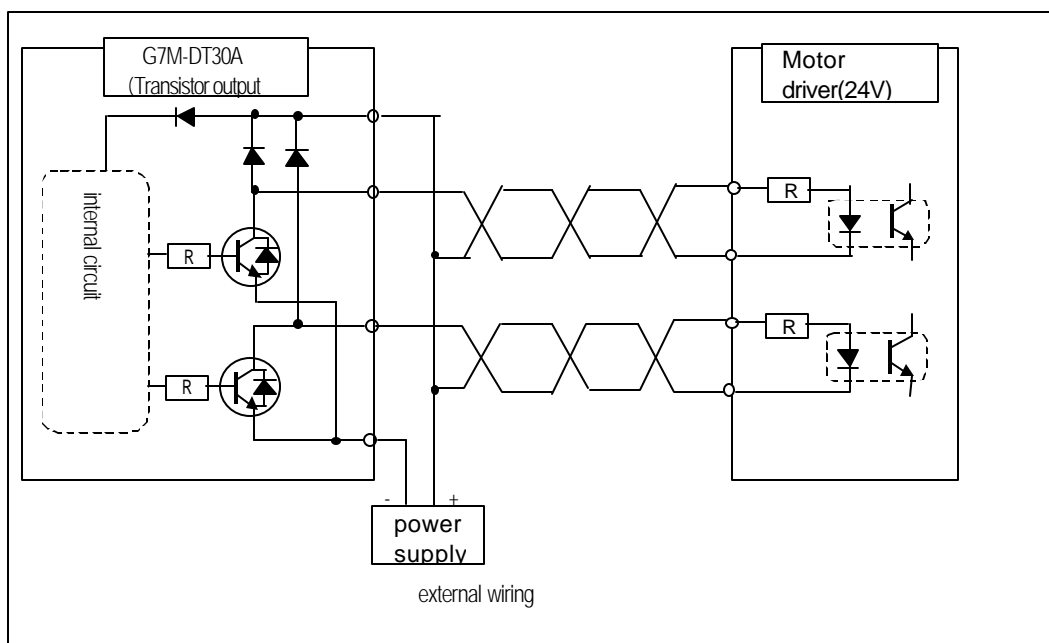 G7M-DT30A
(Transistor output
Motor
driver(24V)
internal circuit
R
R
R
R
- +
power
supply
external wiring